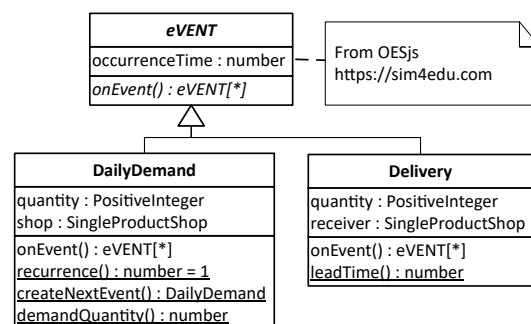 eVENT
occurrenceTime : number
onEvent() : eVENT[*]
From OESjs
https://sim4edu.com
DailyDemand
quantity : PositiveInteger
shop : SingleProductShop
onEvent() : eVENT[*]
recurrence() : number = 1
createNextEvent() : DailyDemand
demandQuantity() : number
Delivery
quantity : PositiveInteger
receiver : SingleProductShop
onEvent() : eVENT[*]
leadTime() : number